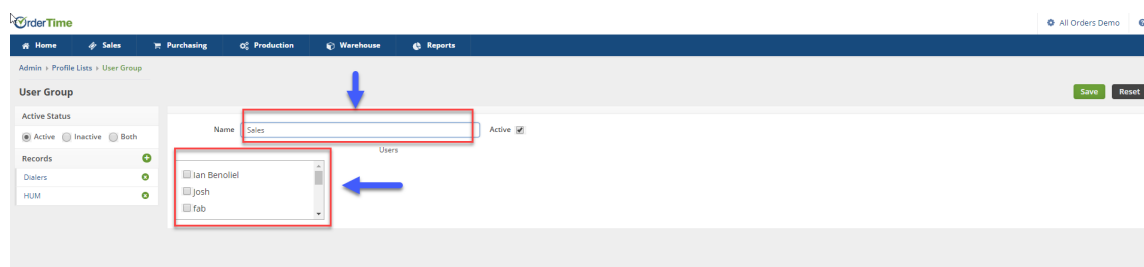 OrderTime
All Orders Demo
Home Sales Purchasing Production Warehouse Reports
Admin › Profile Lists › User Group
User Group
Save Reset
Active Status
Active Inactive Both
Name Sales Active
Users
Records
Dialers
HUM
Ian Benoliel
josh
fab